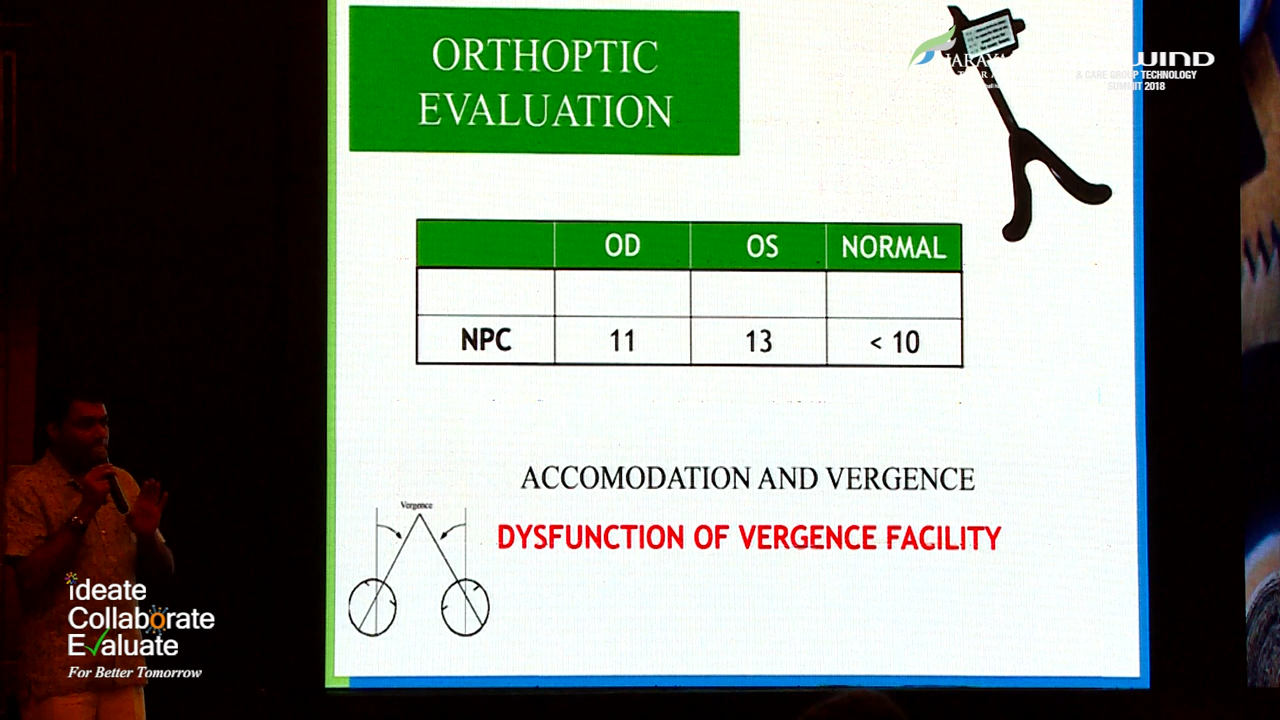 ORTHOPTIC
EVALUATION
WIND
& CARE GROUP TECHNOLOGY
SUMMIT 2018
OD OS NORMAL
NPC 11 13 < 10
ACCOMODATION AND VERGENCE
DYSFUNCTION OF VERGENCE FACILITY
Vergence
ideate
Collaborate
Evaluate
For Better Tomorrow